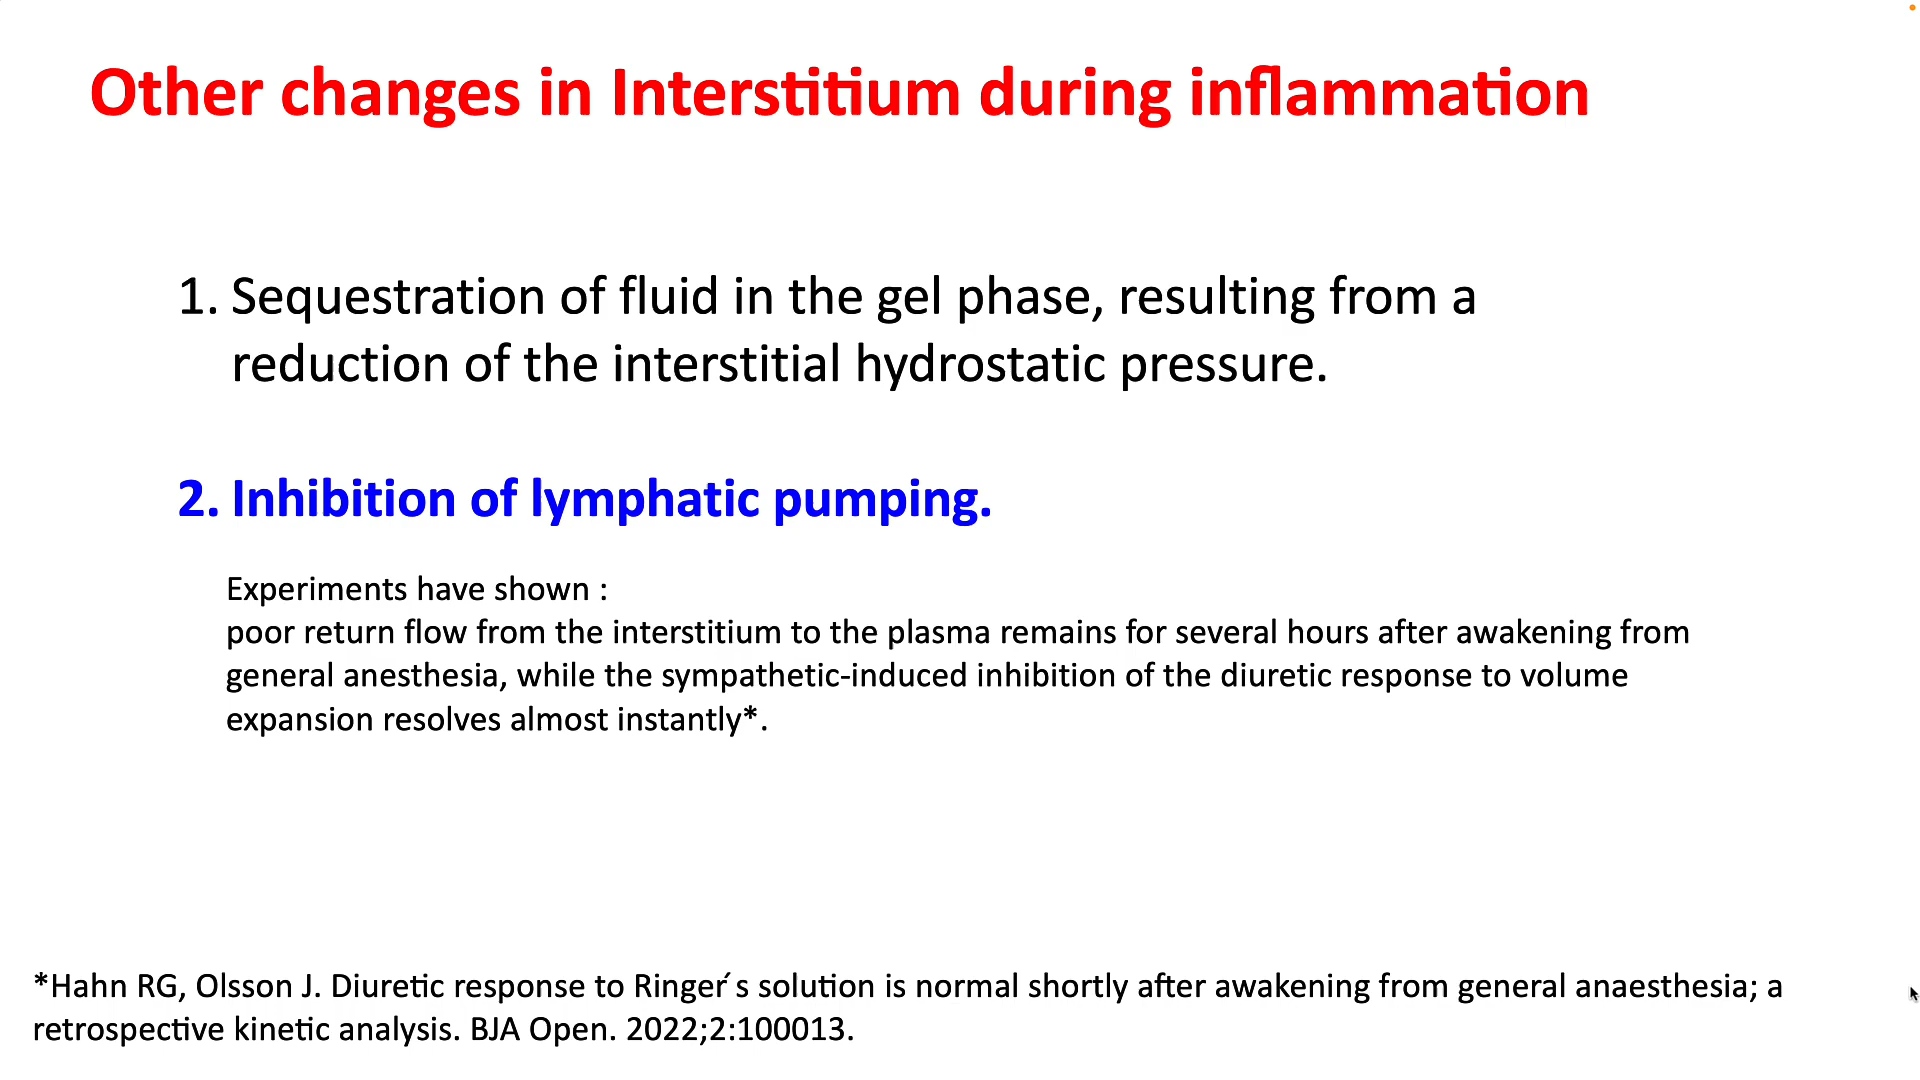 Other changes in Interstitium during inflammation
1. Sequestration of fluid in the gel phase, resulting from a
reduction of the interstitial hydrostatic pressure.
2. Inhibition of lymphatic pumping.
Experiments have shown :
poor return flow from the interstitium to the plasma remains for several hours after awakening from
general anesthesia, while the sympathetic-induced inhibition of the diuretic response to volume
expansion resolves almost instantly*.
*Hahn RG, Olsson J. Diuretic response to Ringer´s solution is normal shortly after awakening from general anaesthesia; a
retrospective kinetic analysis. BJA Open. 2022;2:100013.